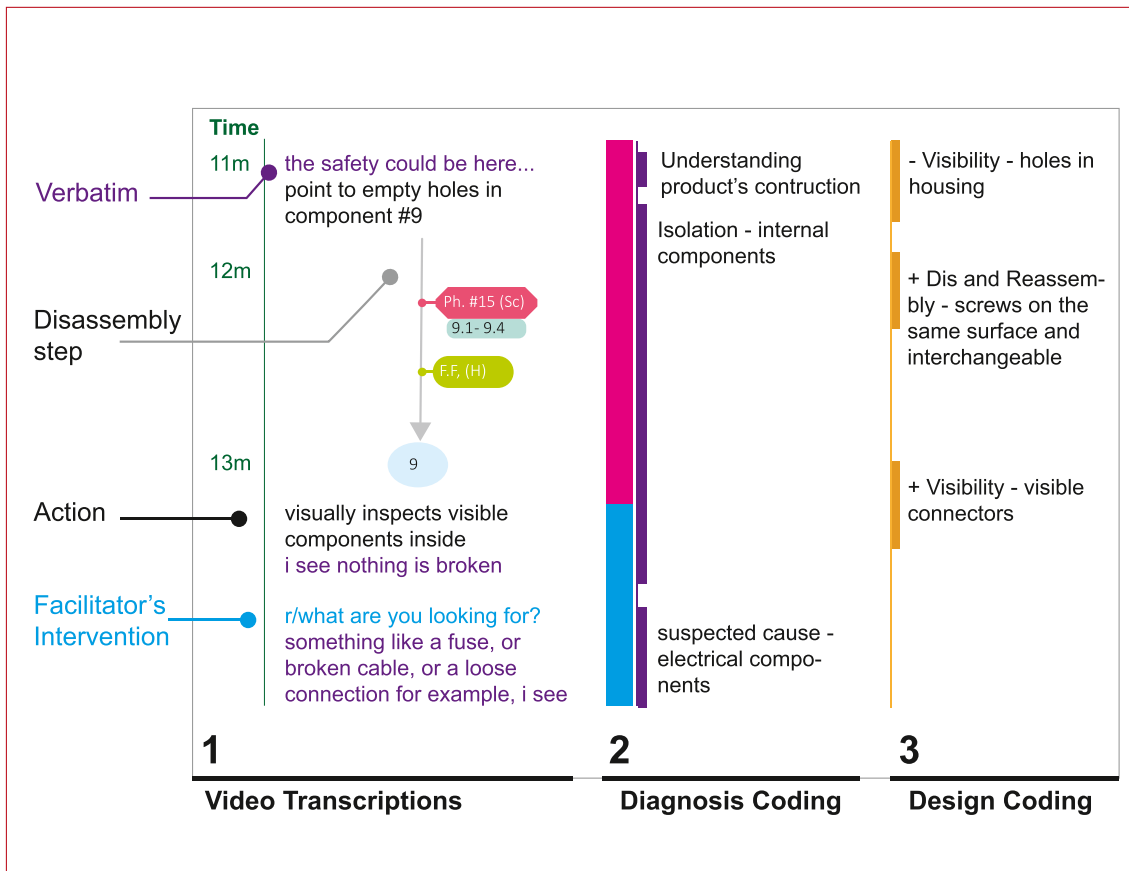 Time
11m
12m
13m
Verbatim
Disassembly
step
Action
Facilitator's
Intervention
the safety could be here...
point to empty holes in
component #9
Ph. #15 (Sc)
9.1- 9.4
F.F, (H)
9
visually inspects visible
components inside
i see nothing is broken
r/what are you looking for?
something like a fuse, or
broken cable, or a loose
connection for example, i see
1
Video Transcriptions
Understanding
product's contruction
Isolation - internal
components
suspected cause -
electrical compo-
nents
2
Diagnosis Coding
- Visibility - holes in
housing
+ Dis and Reassem-
bly - screws on the
same surface and
interchangeable
+ Visibility - visible
connectors
3
Design Coding